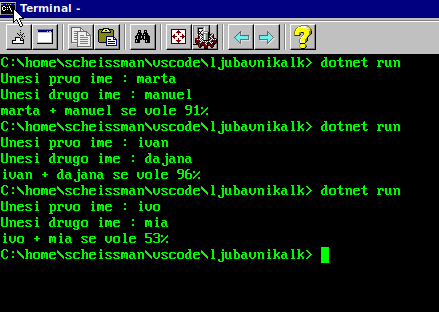 Terminal -
C:\home\scheissman\vscode\ljubavnikalk> dotnet run
Unesi prvo ime : marta
Unesi drugo ime : manuel
marta + manuel se vole 91%
C:\home\scheissman\vscode\ljubavnikalk> dotnet run
Unesi prvo ime : ivan
Unesi drugo ime : dajana
ivan + dajana se vole 96%
C:\home\scheissman\vscode\ljubavnikalk> dotnet run
Unesi prvo ime : ivo
Unesi drugo ime : mia
ivo + mia se vole 53%
C:\home\scheissman\vscode\ljubavnikalk>